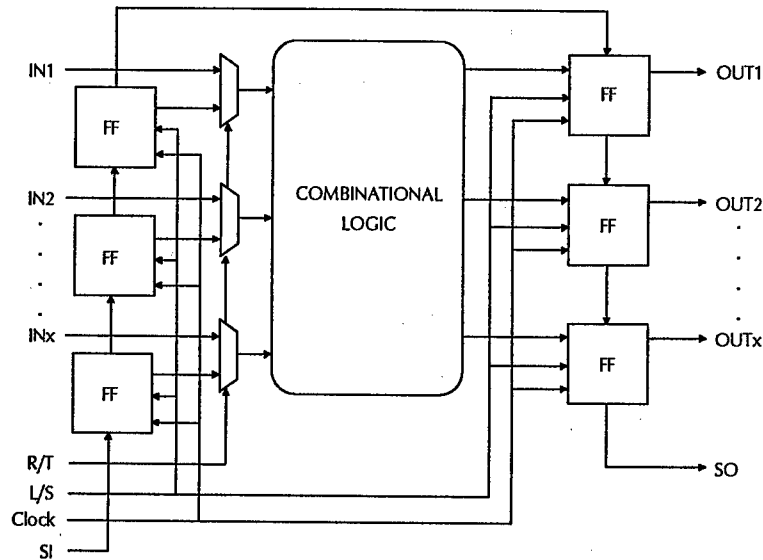 IN1
FF
FF
OUT1
IN2
COMBINATIONAL
LOGIC
FF
FF
OUT2
INx
FF
FF
OUTx
R/T
SO
L/S
Clock
SI